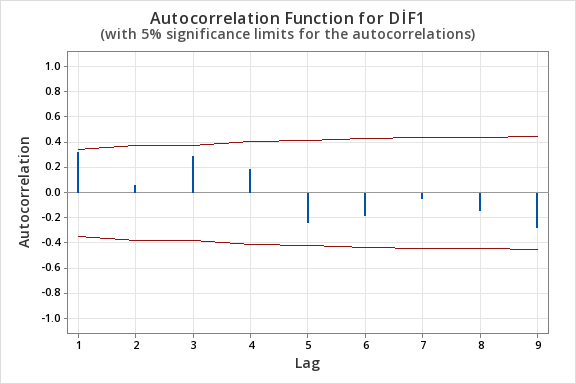 Autocorrelation Function for DİF1
(with 5% significance limits for the autocorrelations)
1.0
0.8
0.6
0.4
0.2
0.0
-0.2
-0.4
-0.6
-0.8
-1.0
Autocorrelation
1 2 3 4 5 6 7 8 9
Lag